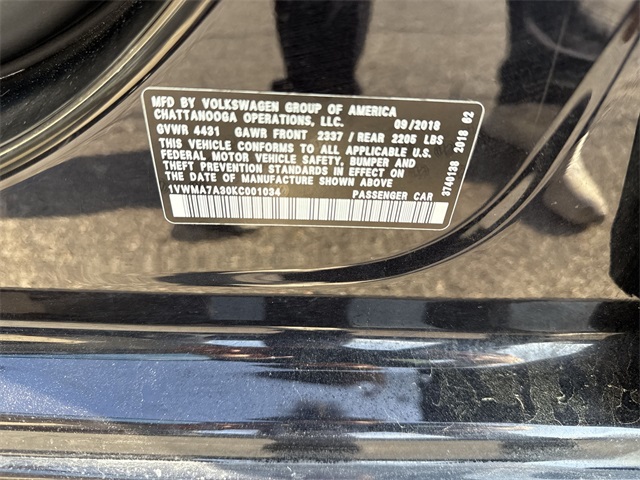 MFD BY VOLKSWAGEN GROUP OF AMERICA
CHATTANOOGA OPERATIONS, LLC. 09/2018
GVWR 4431 GAWR FRONT 2337 / REAR 2205 LBS
THIS VEHICLE CONFORMS TO ALL APPLICABLE U.S.
FEDERAL MOTOR VEHICLE SAFETY, BUMPER AND
THEFT PREVENTION STANDARDS IN EFFECT ON
THE DATE OF MANUFACTURE SHOWN ABOVE
1VWMA7A30KC001034 PASSENGER CAR
3740138 2018 02